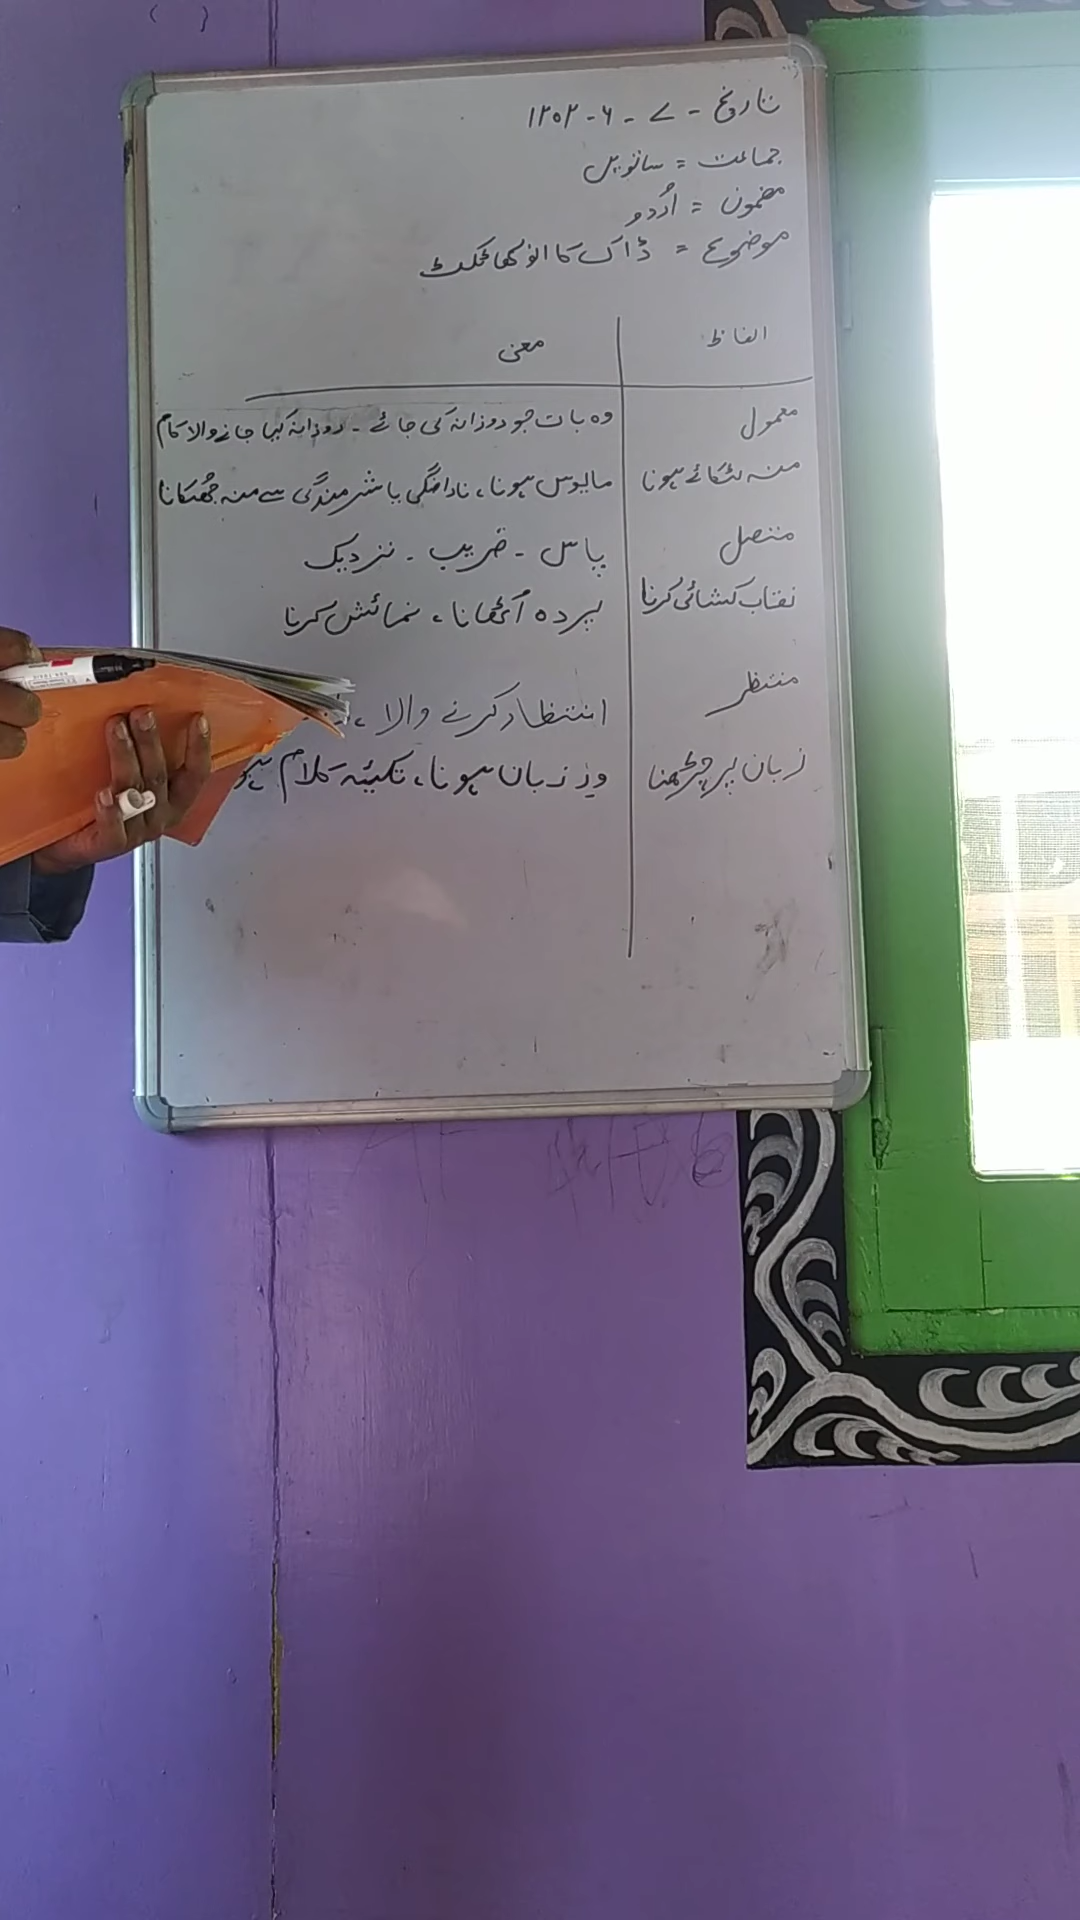 تاریخ - ۷ - ۶ - ۱۲۰۲
جماعت = ساتویں
مضمون = اُردو
موضوع = ڈاک کا انوکھا ٹکٹ
الفاظ معنی
معمول وہ بات جو روزانہ کی جائے - روزانہ کیا جانے والا کام
منہ لٹکائے ہونا مایوس ہونا، ناراضگی یا شرمندگی سے منہ جُھکانا
متصل پاس - قریب - نزدیک
نقاب کشائی کرنا پردہ اُٹھانا، نمائش کرنا
منتظر انتظار کرنے والا،
زبان پر چڑھنا ورد زبان ہونا، تکیئہ کلام